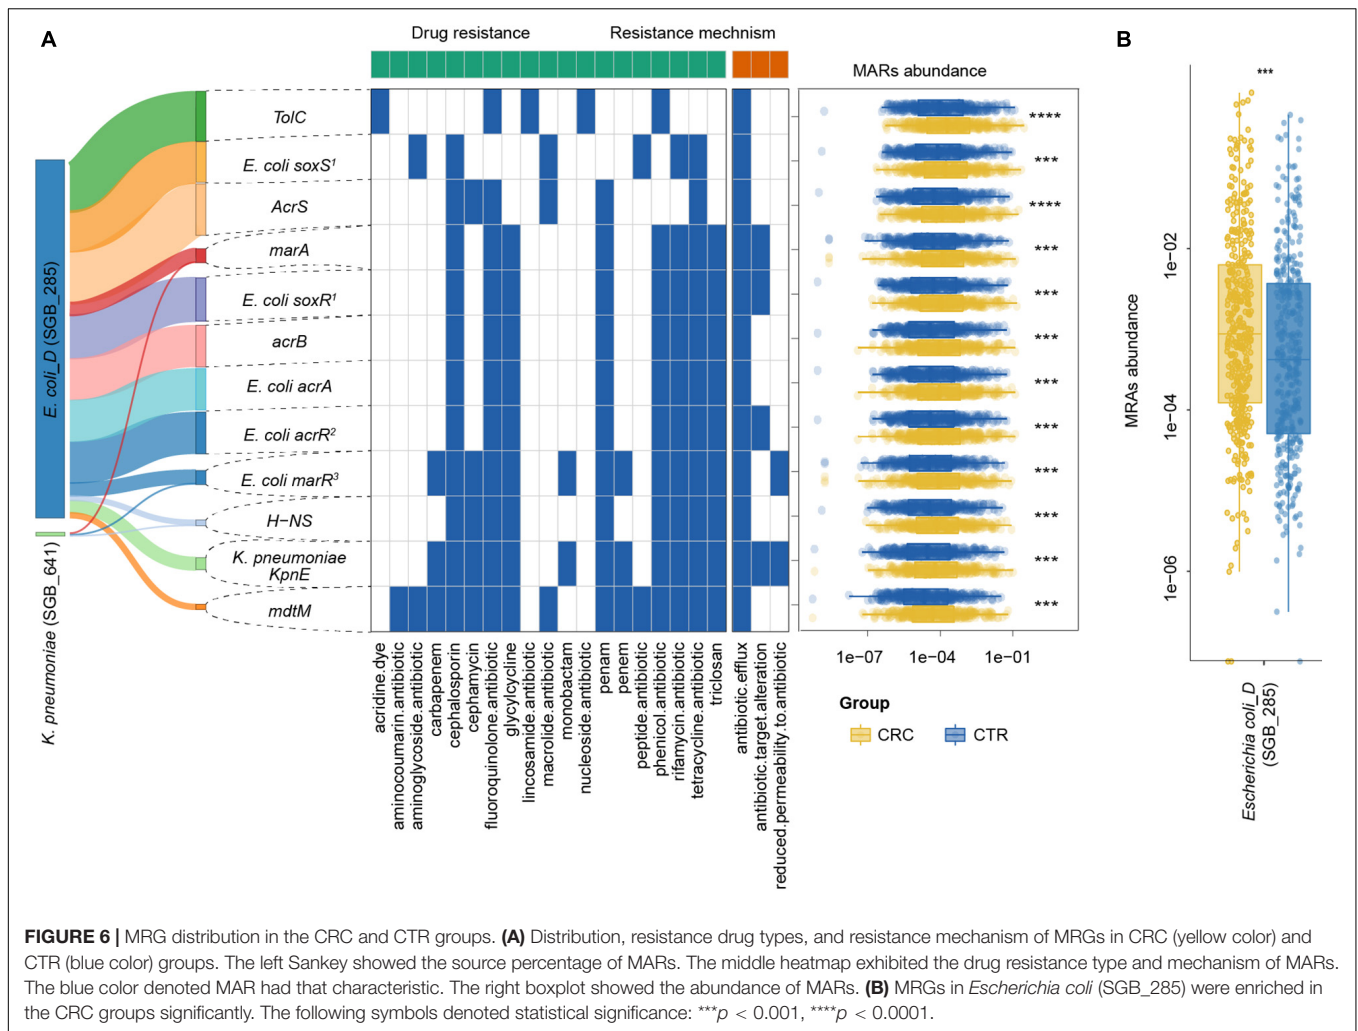 A
Drug resistance
Resistance mechnism
B
MARs abundance
***
TolC
****
E. coli soxS¹
***
AcrS
****
marA
***
E. coli soxR¹
***
acrB
***
E. coli acrA
***
E. coli acrR²
***
E. coli marR³
***
H−NS
***
K. pneumoniae
KpnE
***
mdtM
***
E. coli_D (SGB_285)
K. pneumoniae (SGB_641)
acridine.dye
aminocoumarin.antibiotic
aminoglycoside.antibiotic
carbapenem
cephalosporin
cephamycin
fluoroquinolone.antibiotic
glycylcycline
lincosamide.antibiotic
macrolide.antibiotic
monobactam
nucleoside.antibiotic
penam
penem
peptide.antibiotic
phenicol.antibiotic
rifamycin.antibiotic
tetracycline.antibiotic
triclosan
antibiotic.efflux
antibiotic.target.alteration
reduced.permeability.to.antibiotic
1e−07 1e−04 1e−01
Group
CRC CTR
MRAs abundance
1e−02
1e−04
1e−06
Escherichia coli_D
(SGB_285)
FIGURE 6 | MRG distribution in the CRC and CTR groups. (A) Distribution, resistance drug types, and resistance mechanism of MRGs in CRC (yellow color) and
CTR (blue color) groups. The left Sankey showed the source percentage of MARs. The middle heatmap exhibited the drug resistance type and mechanism of MARs.
The blue color denoted MAR had that characteristic. The right boxplot showed the abundance of MARs. (B) MRGs in Escherichia coli (SGB_285) were enriched in
the CRC groups significantly. The following symbols denoted statistical significance: ***p < 0.001, ****p < 0.0001.